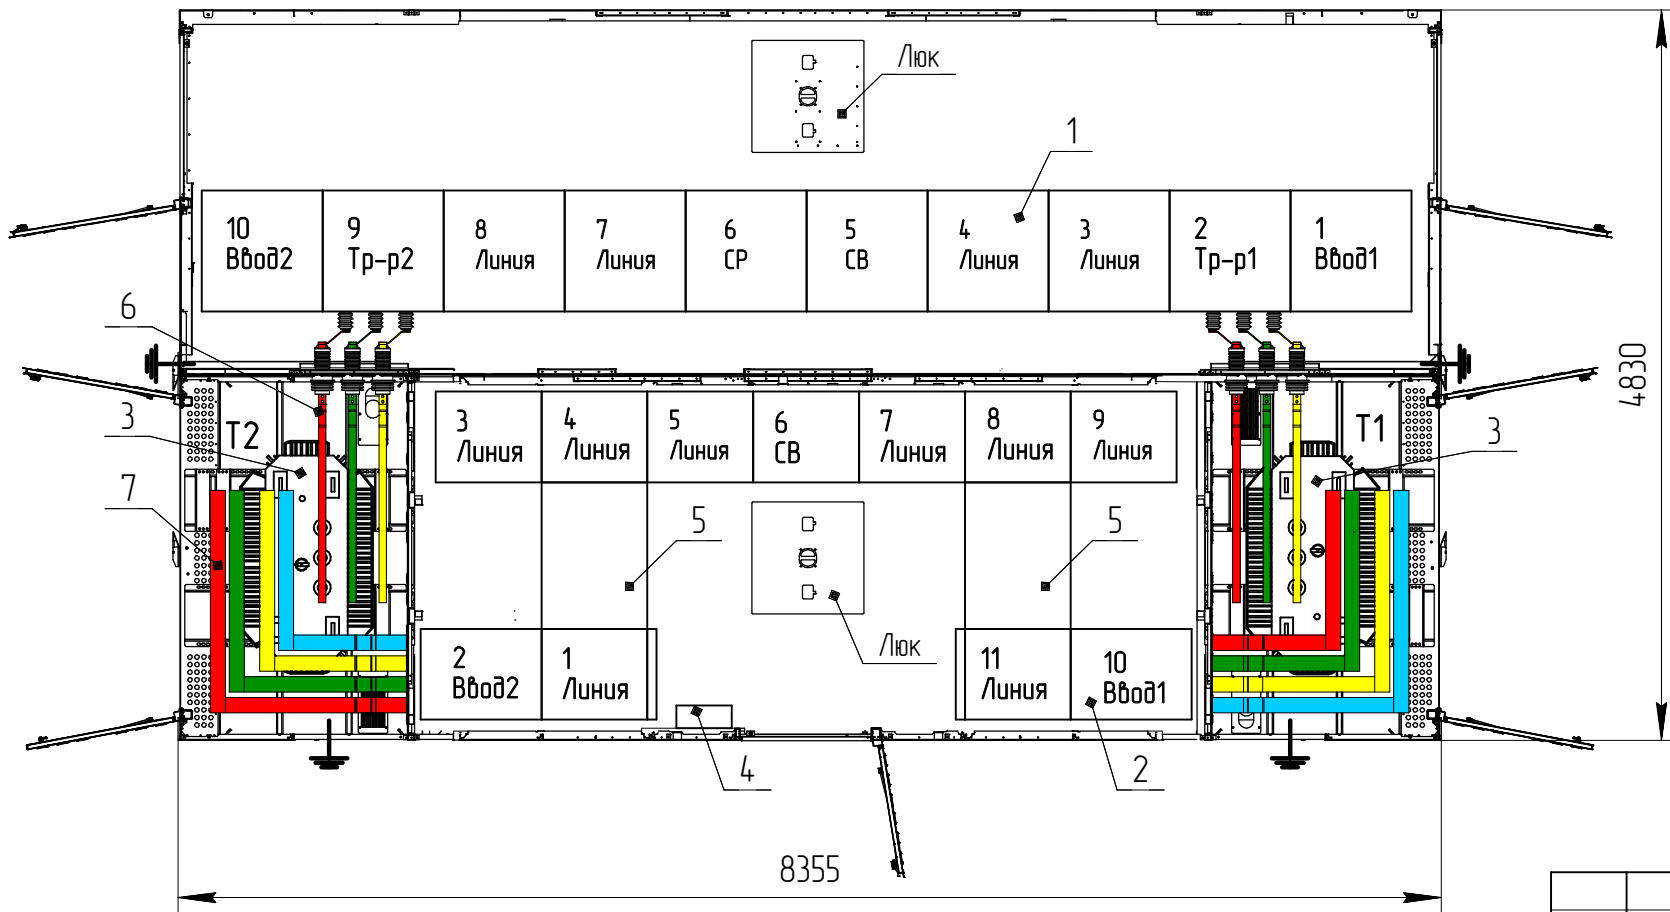 Люк
1
10
Ввод2
9
Тр-р2
8
Линия
7
Линия
6
СР
5
СВ
4
Линия
3
Линия
2
Тр-р1
1
Ввод1
6
4830
3
Т2
3
Линия
4
Линия
5
Линия
6
СВ
7
Линия
8
Линия
9
Линия
Т1
3
7
5
5
Люк
2
Ввод2
1
Линия
11
Линия
10
Ввод1
4
2
8355